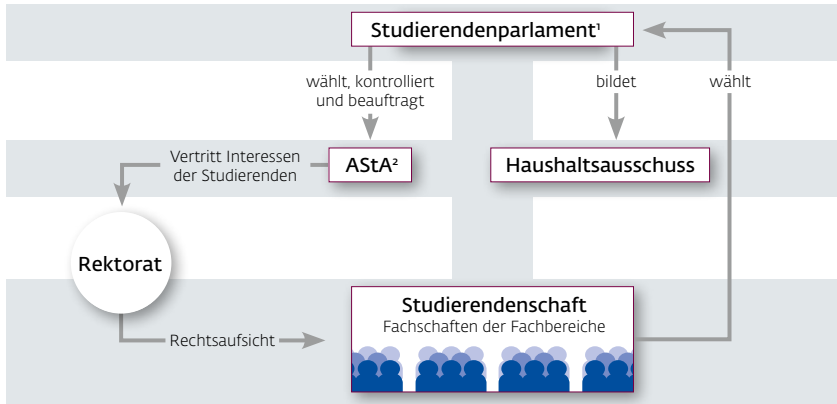 Studierendenparlament¹
wählt, kontrolliert
und beauftragt
bildet
wählt
Vertritt Interessen
der Studierenden
AStA²
Haushaltsausschuss
Rektorat
Studierendenschaft
Fachschaften der Fachbereiche
Rechtsaufsicht